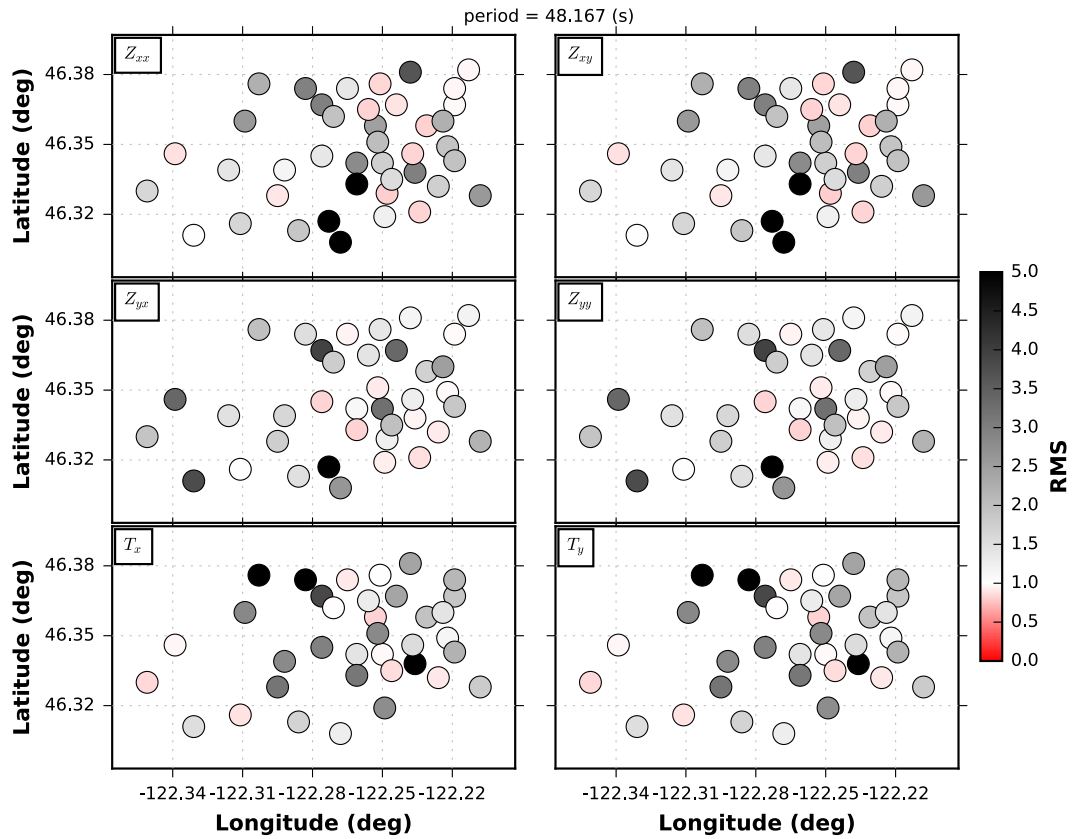 period = 48.167 (s)
Z_xx
Z_xy
Latitude (deg)
46.38
46.35
46.32
Z_yx
Z_yy
Latitude (deg)
46.38
46.35
46.32
T_x
T_y
Latitude (deg)
46.38
46.35
46.32
-122.34 -122.31 -122.28 -122.25 -122.22
-122.34 -122.31 -122.28 -122.25 -122.22
Longitude (deg)
Longitude (deg)
5.0
4.5
4.0
3.5
3.0
2.5
2.0
1.5
1.0
0.5
0.0
RMS